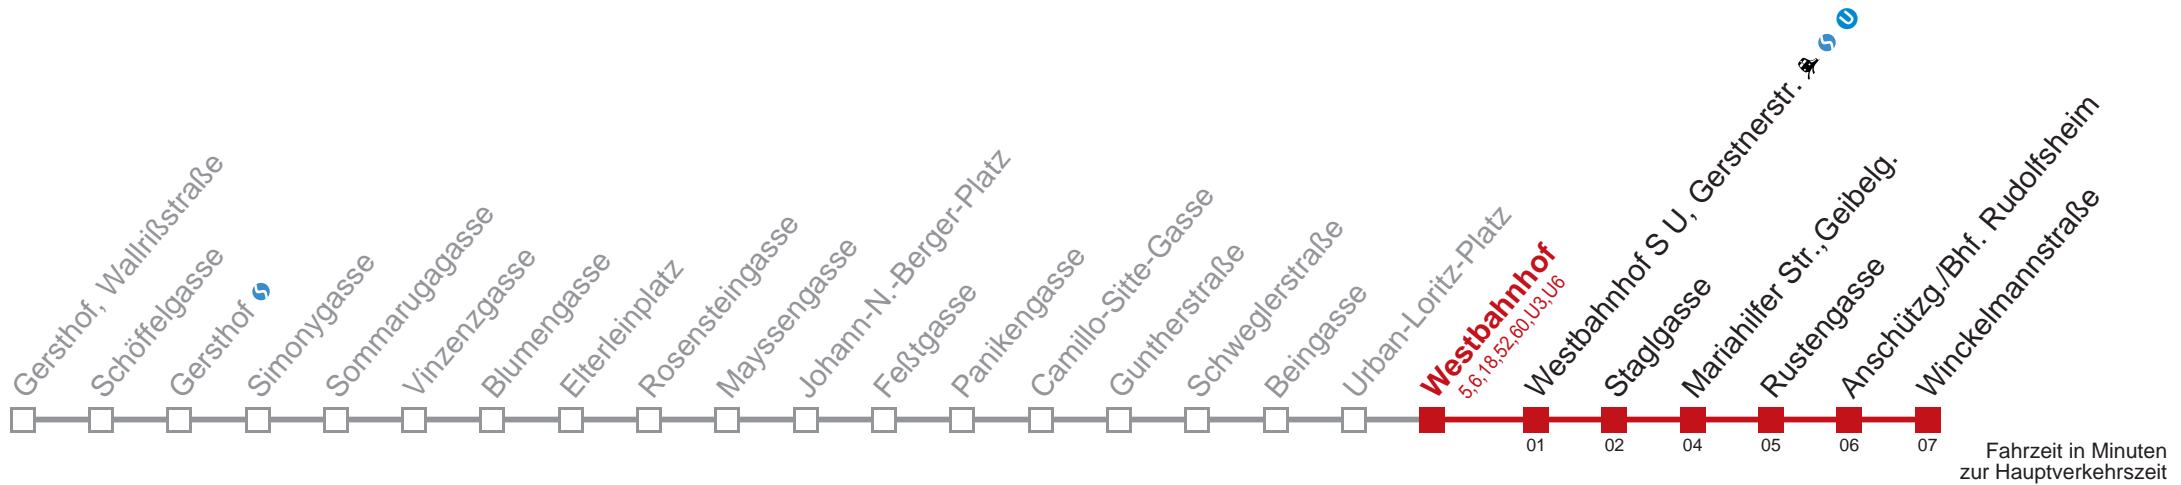 Gersthof, Wallrißstraße
Schöffelgasse
Gersthof S
Simonygasse
Sommarugagasse
Vinzenzgasse
Blumengasse
Elterleinplatz
Rosensteingasse
Mayssengasse
Johann-N.-Berger-Platz
Feßtgasse
Panikengasse
Camillo-Sitte-Gasse
Guntherstraße
Schweglerstraße
Beingasse
Urban-Loritz-Platz
Westbahnhof
5,6,18,52,60,U3,U6
Westbahnhof S U, Gerstnerstr. S U
Staglgasse
Mariahilfer Str.,Geibelg.
Rustengasse
Anschützg./Bhf. Rudolfsheim
Winckelmannstraße
01 02 04 05 06 07
Fahrzeit in Minuten
zur Hauptverkehrszeit